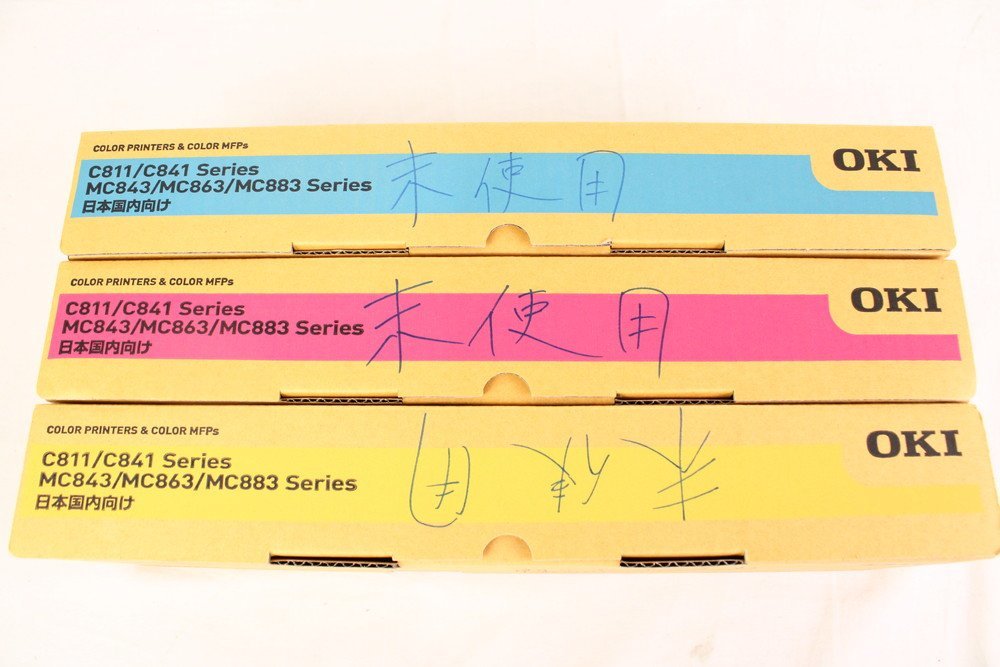 COLOR PRINTERS & COLOR MFPs
C811/C841 Series
MC843/MC863/MC883 Series
日本国内向け
未使用
OKI
COLOR PRINTERS & COLOR MFPs
C811/C841 Series
MC843/MC863/MC883 Series
日本国内向け
未使用
OKI
COLOR PRINTERS & COLOR MFPs
C811/C841 Series
MC843/MC863/MC883 Series
日本国内向け
未使用
OKI